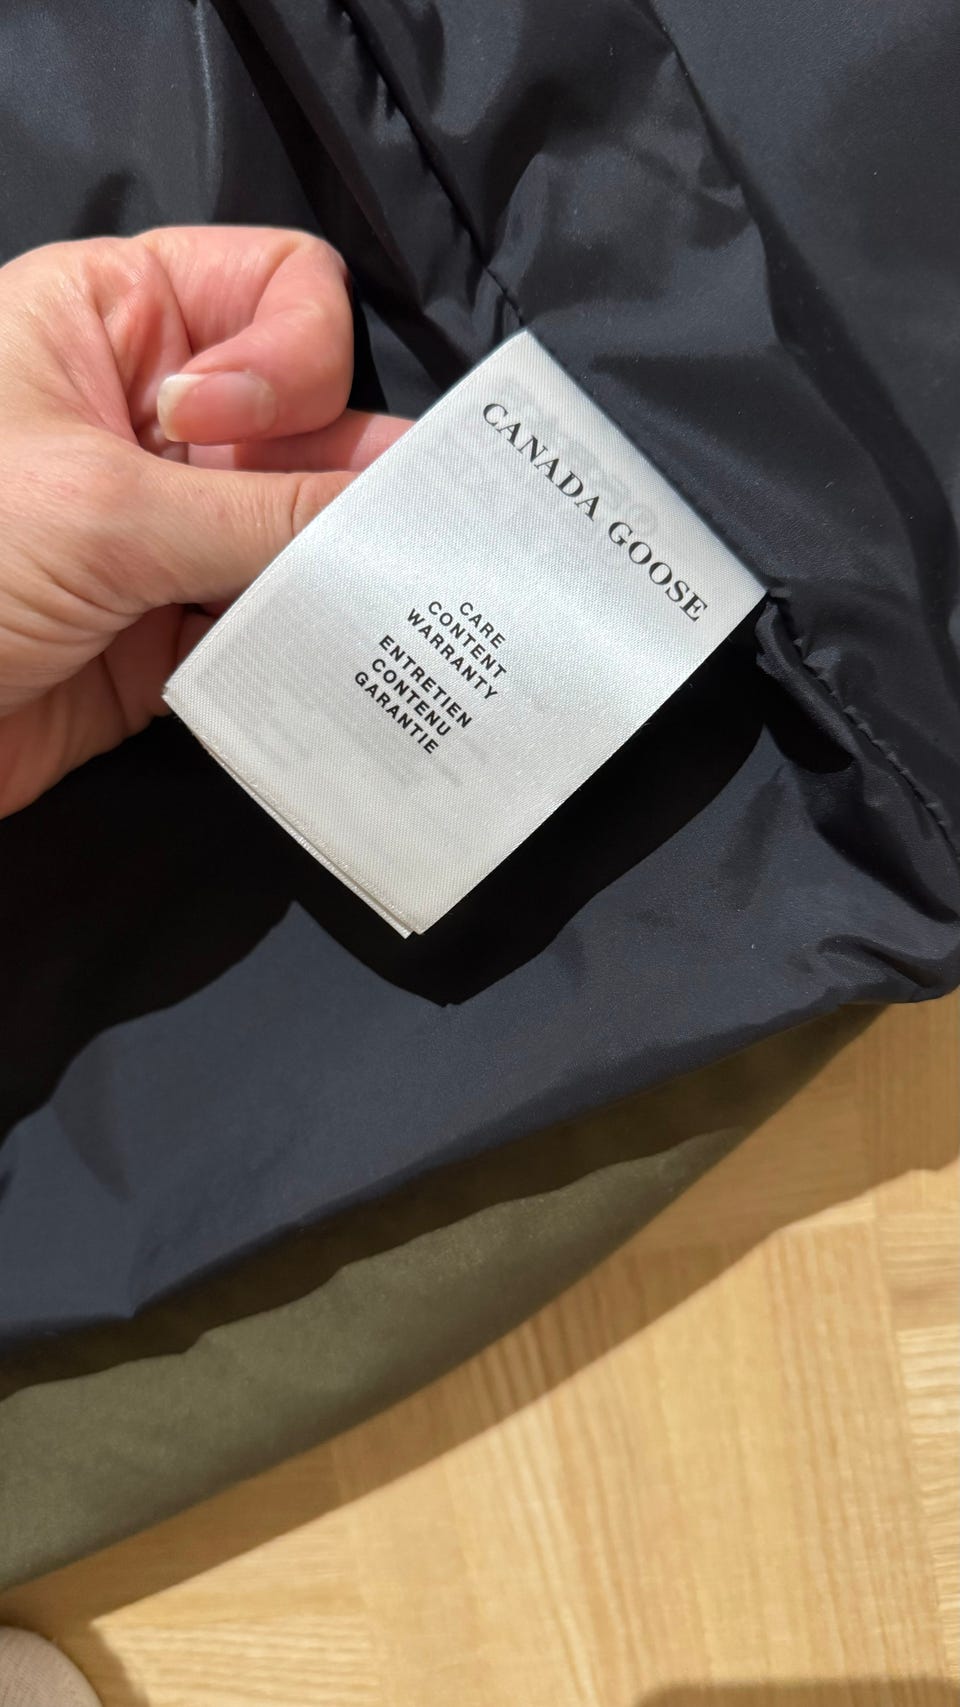 CANADA GOOSE
CARE
CONTENT
WARRANTY
ENTRETIEN
CONTENU
GARANTIE